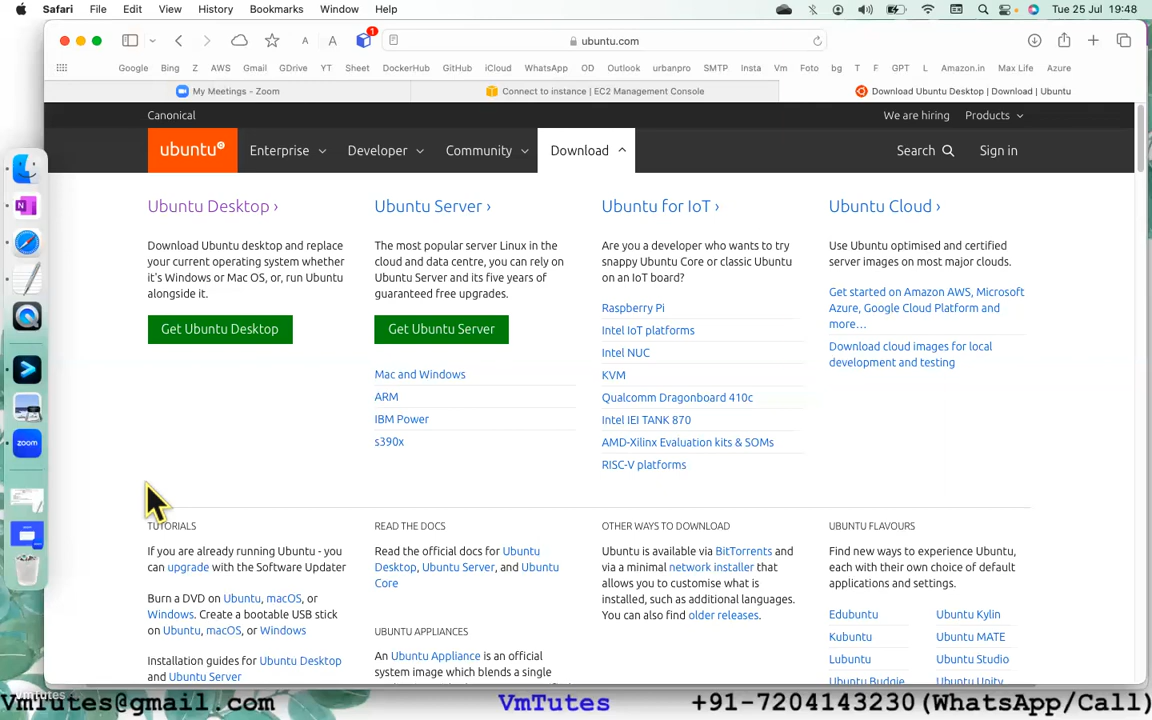 Safari File Edit View History Bookmarks Window Help Tue 25 Jul 19:48
A A 1 ubuntu.com
Google Bing Z AWS Gmail GDrive YT Sheet DockerHub GitHub iCloud WhatsApp OD Outlook urbanpro SMTP Insta Vm Foto bg T F GPT L Amazon.in Max Life Azure
My Meetings - Zoom Connect to instance | EC2 Management Console Download Ubuntu Desktop | Download | Ubuntu
Canonical We are hiring Products
ubuntu® Enterprise Developer Community Download Search Sign in
Ubuntu Desktop ›
Download Ubuntu desktop and replace
your current operating system whether
it's Windows or Mac OS, or, run Ubuntu
alongside it.
Get Ubuntu Desktop
Ubuntu Server ›
The most popular server Linux in the
cloud and data centre, you can rely on
Ubuntu Server and its five years of
guaranteed free upgrades.
Get Ubuntu Server
Mac and Windows
ARM
IBM Power
s390x
Ubuntu for IoT ›
Are you a developer who wants to try
snappy Ubuntu Core or classic Ubuntu
on an IoT board?
Raspberry Pi
Intel IoT platforms
Intel NUC
KVM
Qualcomm Dragonboard 410c
Intel IEI TANK 870
AMD-Xilinx Evaluation kits & SOMs
RISC-V platforms
Ubuntu Cloud ›
Use Ubuntu optimised and certified
server images on most major clouds.
Get started on Amazon AWS, Microsoft
Azure, Google Cloud Platform and
more…
Download cloud images for local
development and testing
TUTORIALS
If you are already running Ubuntu - you
can upgrade with the Software Updater
Burn a DVD on Ubuntu, macOS, or
Windows. Create a bootable USB stick
on Ubuntu, macOS, or Windows
Installation guides for Ubuntu Desktop
and Ubuntu Server
READ THE DOCS
Read the official docs for Ubuntu
Desktop, Ubuntu Server, and Ubuntu
Core
UBUNTU APPLIANCES
An Ubuntu Appliance is an official
system image which blends a single
OTHER WAYS TO DOWNLOAD
Ubuntu is available via BitTorrents and
via a minimal network installer that
allows you to customise what is
installed, such as additional languages.
You can also find older releases.
UBUNTU FLAVOURS
Find new ways to experience Ubuntu,
each with their own choice of default
applications and settings.
Edubuntu Ubuntu Kylin
Kubuntu Ubuntu MATE
Lubuntu Ubuntu Studio
Ubuntu Budgie Ubuntu Unity
zoom
VmTutes
VmTutes@gmail.com VmTutes +91-7204143230(WhatsApp/Call)